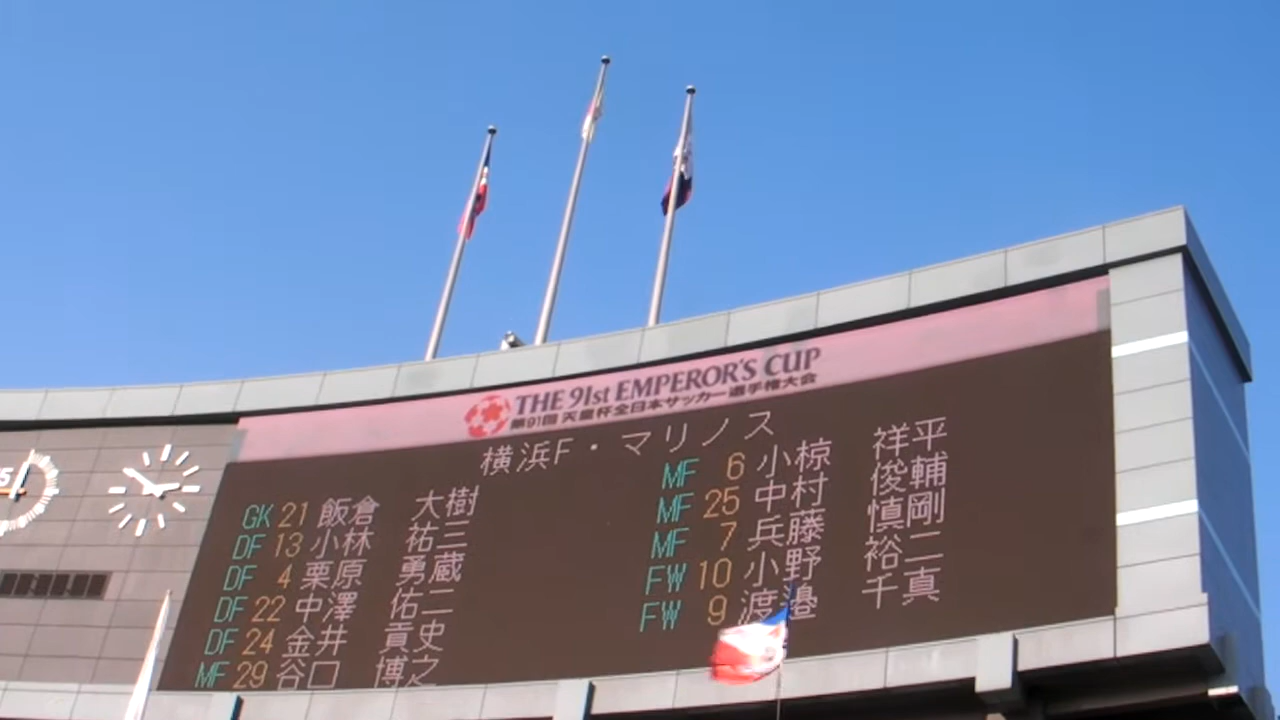 THE 91st EMPEROR'S CUP
第91回 天皇杯全日本サッカー選手権大会
横浜F・マリノス
GK 21 飯倉 大樹
DF 13 小林 祐三
DF 4 栗原 勇蔵
DF 22 中澤 佑二
DF 24 金井 貢史
MF 29 谷口 博之
MF 6 小椋 祥平
MF 25 中村 俊輔
MF 7 兵藤 慎剛
FW 10 小野 裕二
FW 9 渡邉 千真